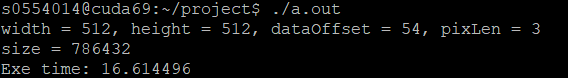 s0554014@cuda69:~/project$ ./a.out
width = 512, height = 512, dataOffset = 54, pixLen = 3
size = 786432
Exe time: 16.614496